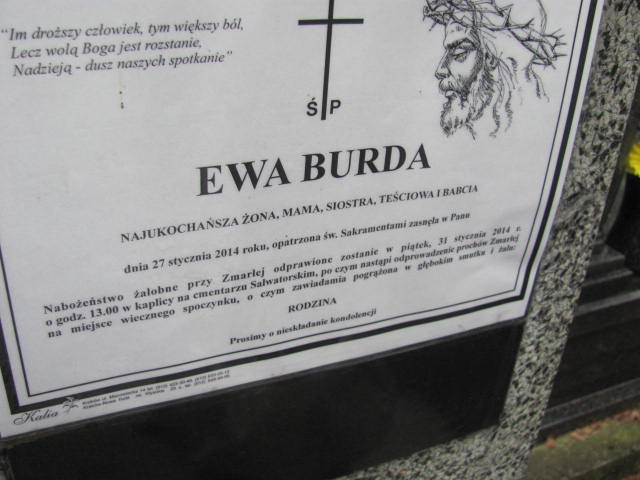 “Im droższy człowiek, tym większy ból,
Lecz wolą Boga jest rozstanie,
Nadzieją - dusz naszych spotkanie”
Ś P
EWA BURDA
NAJUKOCHAŃSZA ŻONA, MAMA, SIOSTRA, TEŚCIOWA I BABCIA
dnia 27 stycznia 2014 roku, opatrzona św. Sakramentami zasnęła w Panu
Nabożeństwo żałobne przy Zmarłej odprawione zostanie w piątek, 31 stycznia 2014 r.
o godz. 13.00 w kaplicy na cmentarzu Salwatorskim, po czym nastąpi odprowadzenie prochów Zmarłej
na miejsce wiecznego spoczynku, o czym zawiadamia pogrążona w głębokim smutku i żalu:
RODZINA
Prosimy o nieskładanie kondolencji
Kalia